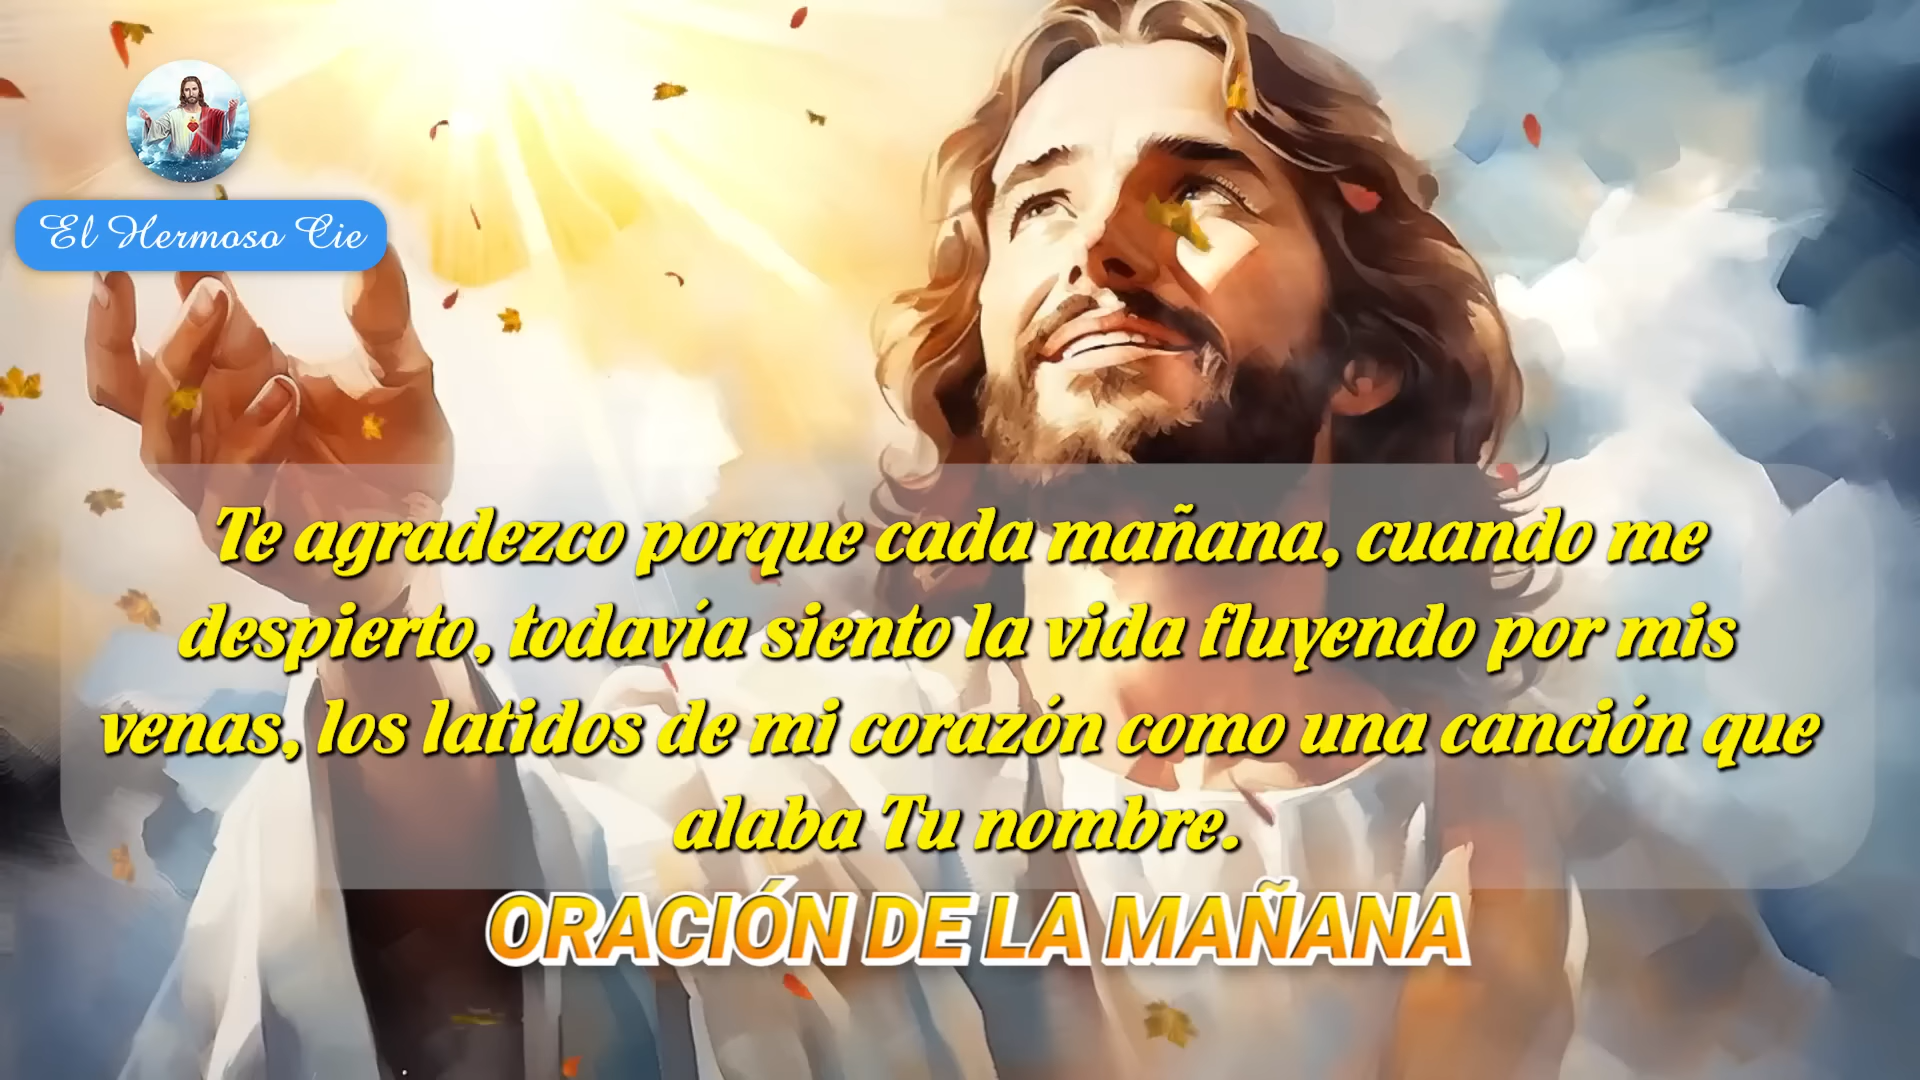 El Hermoso Cie
Te agradezco porque cada mañana, cuando me
despierto, todavía siento la vida fluyendo por mis
venas, los latidos de mi corazón como una canción que
alaba Tu nombre.
ORACIÓN DE LA MAÑANA